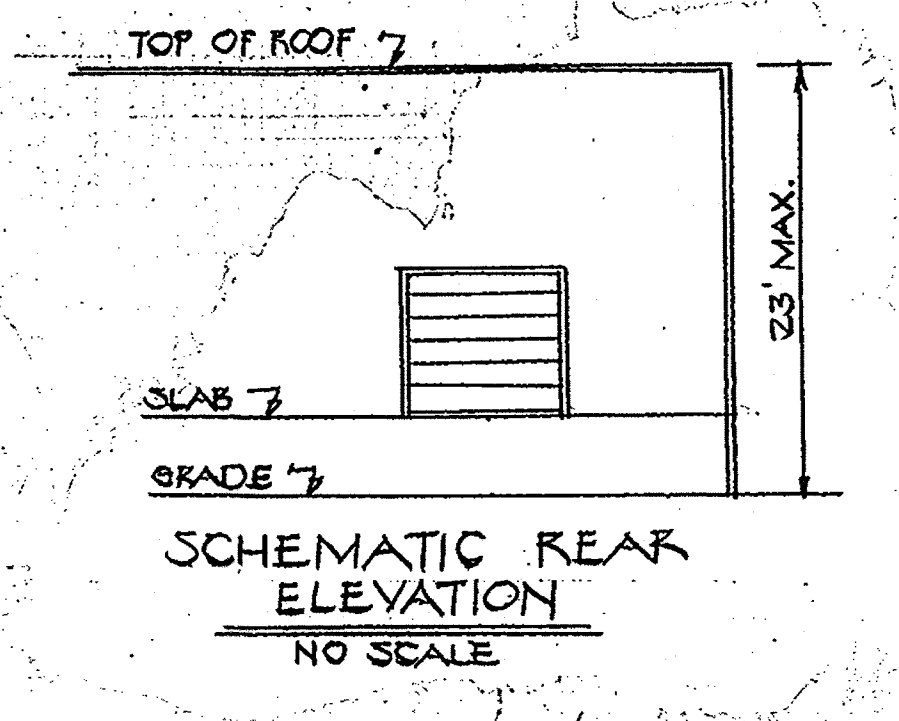 TOP OF ROOF
23' MAX.
SLAB
GRADE
SCHEMATIC REAR
ELEVATION
NO SCALE